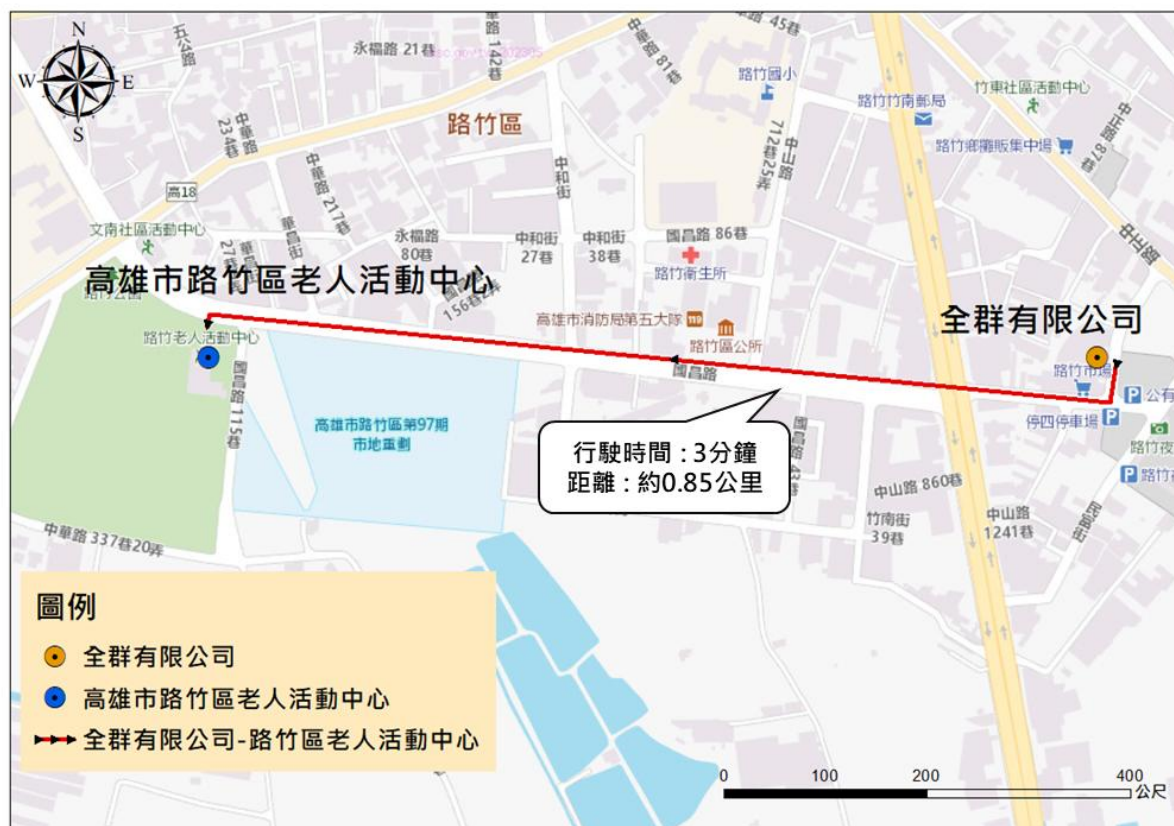 N
W
E
S
五公路
永福路 21巷
中華路 142巷
中華路 81巷
45巷
路竹國小
路竹竹南郵局
竹東社區活動中心
中正路 87巷
路竹鄉攤販集中場
路竹區
中華路 234巷
高18
中華路 217巷
華昌街
中和街
中山路 712巷25弄
中正路
文南社區活動中心
永福路 80巷
中和街 27巷
中和街 38巷
國昌路 86巷
路竹衛生所
高雄市路竹區老人活動中心
路竹公園
156巷2弄
高雄市消防局第五大隊
119
路竹區公所
全群有限公司
路竹老人活動中心
國昌路
路竹市場
P
公有
停四停車場
P
路竹夜
P
國昌路 115巷
高雄市路竹區第97期
市地重劃
行駛時間:3分鐘
距離:約0.85公里
43巷
中山路 860巷
竹南街 39巷
中山路 1241巷
中華路 337巷20弄
圖例
全群有限公司
高雄市路竹區老人活動中心
全群有限公司-路竹區老人活動中心
0
100
200
400
公尺